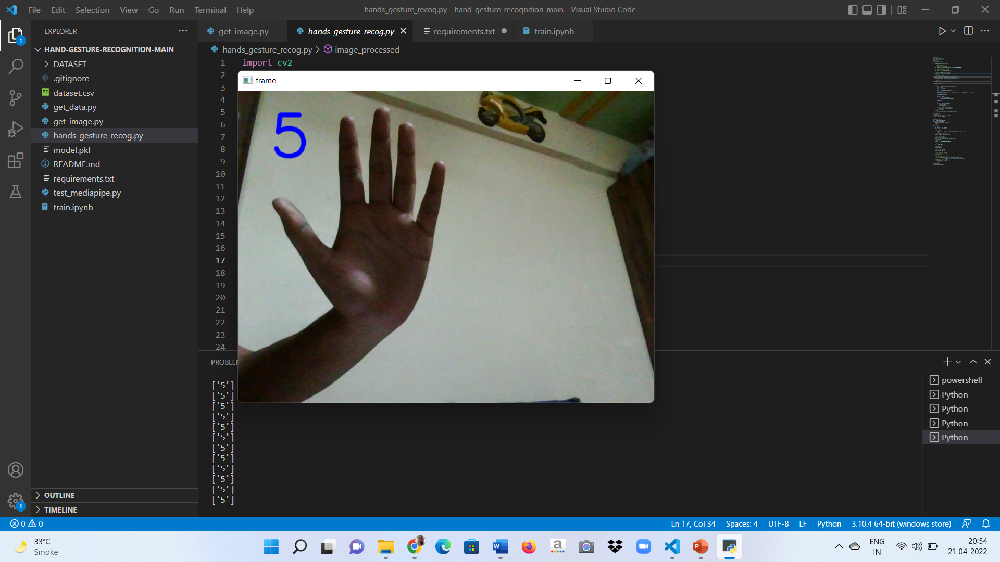 File Edit Selection View Go Run Terminal Help
hands_gesture_recog.py - hand-gesture-recognition-main - Visual Studio Code
EXPLORER
HAND-GESTURE-RECOGNITION-MAIN
DATASET
.gitignore
dataset.csv
get_data.py
get_image.py
hands_gesture_recog.py
model.pkl
README.md
requirements.txt
test_mediapipe.py
train.ipynb
OUTLINE
TIMELINE
1
1
get_image.py hands_gesture_recog.py requirements.txt train.ipynb
hands_gesture_recog.py > image_processed
1 import cv2
2
3
4
5
6
7
8
9
10
11
12
13
14
15
16
17
18
19
20
21
22
23
24
frame
5
['5']
['5']
['5']
['5']
['5']
['5']
['5']
['5']
['5']
['5']
['5']
['5']
powershell
Python
Python
Python
Python
0 0 Ln 17, Col 34 Spaces: 4 UTF-8 LF Python 3.10.4 64-bit (windows store)
33°C
Smoke
ENG
IN
20:54
21-04-2022